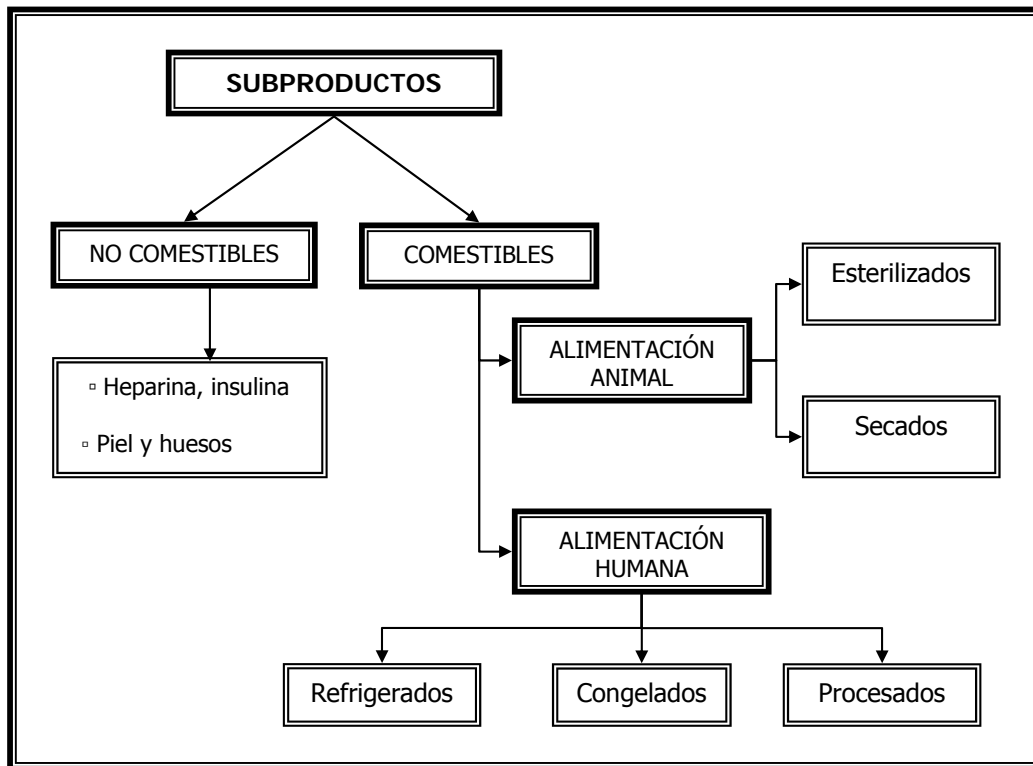 SUBPRODUCTOS
NO COMESTIBLES
COMESTIBLES
Esterilizados
ALIMENTACIÓN
ANIMAL
▫ Heparina, insulina
▫ Piel y huesos
Secados
ALIMENTACIÓN
HUMANA
Refrigerados
Congelados
Procesados